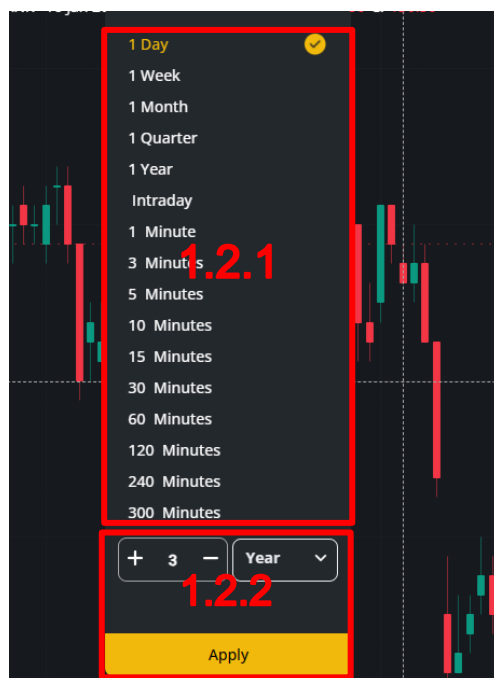 1 Day
1 Week
1 Month
1 Quarter
1 Year
Intraday
1 Minute
3 Minutes
1.2.1
5 Minutes
10 Minutes
15 Minutes
30 Minutes
60 Minutes
120 Minutes
240 Minutes
300 Minutes
+ 3 − Year
1.2.2
Apply